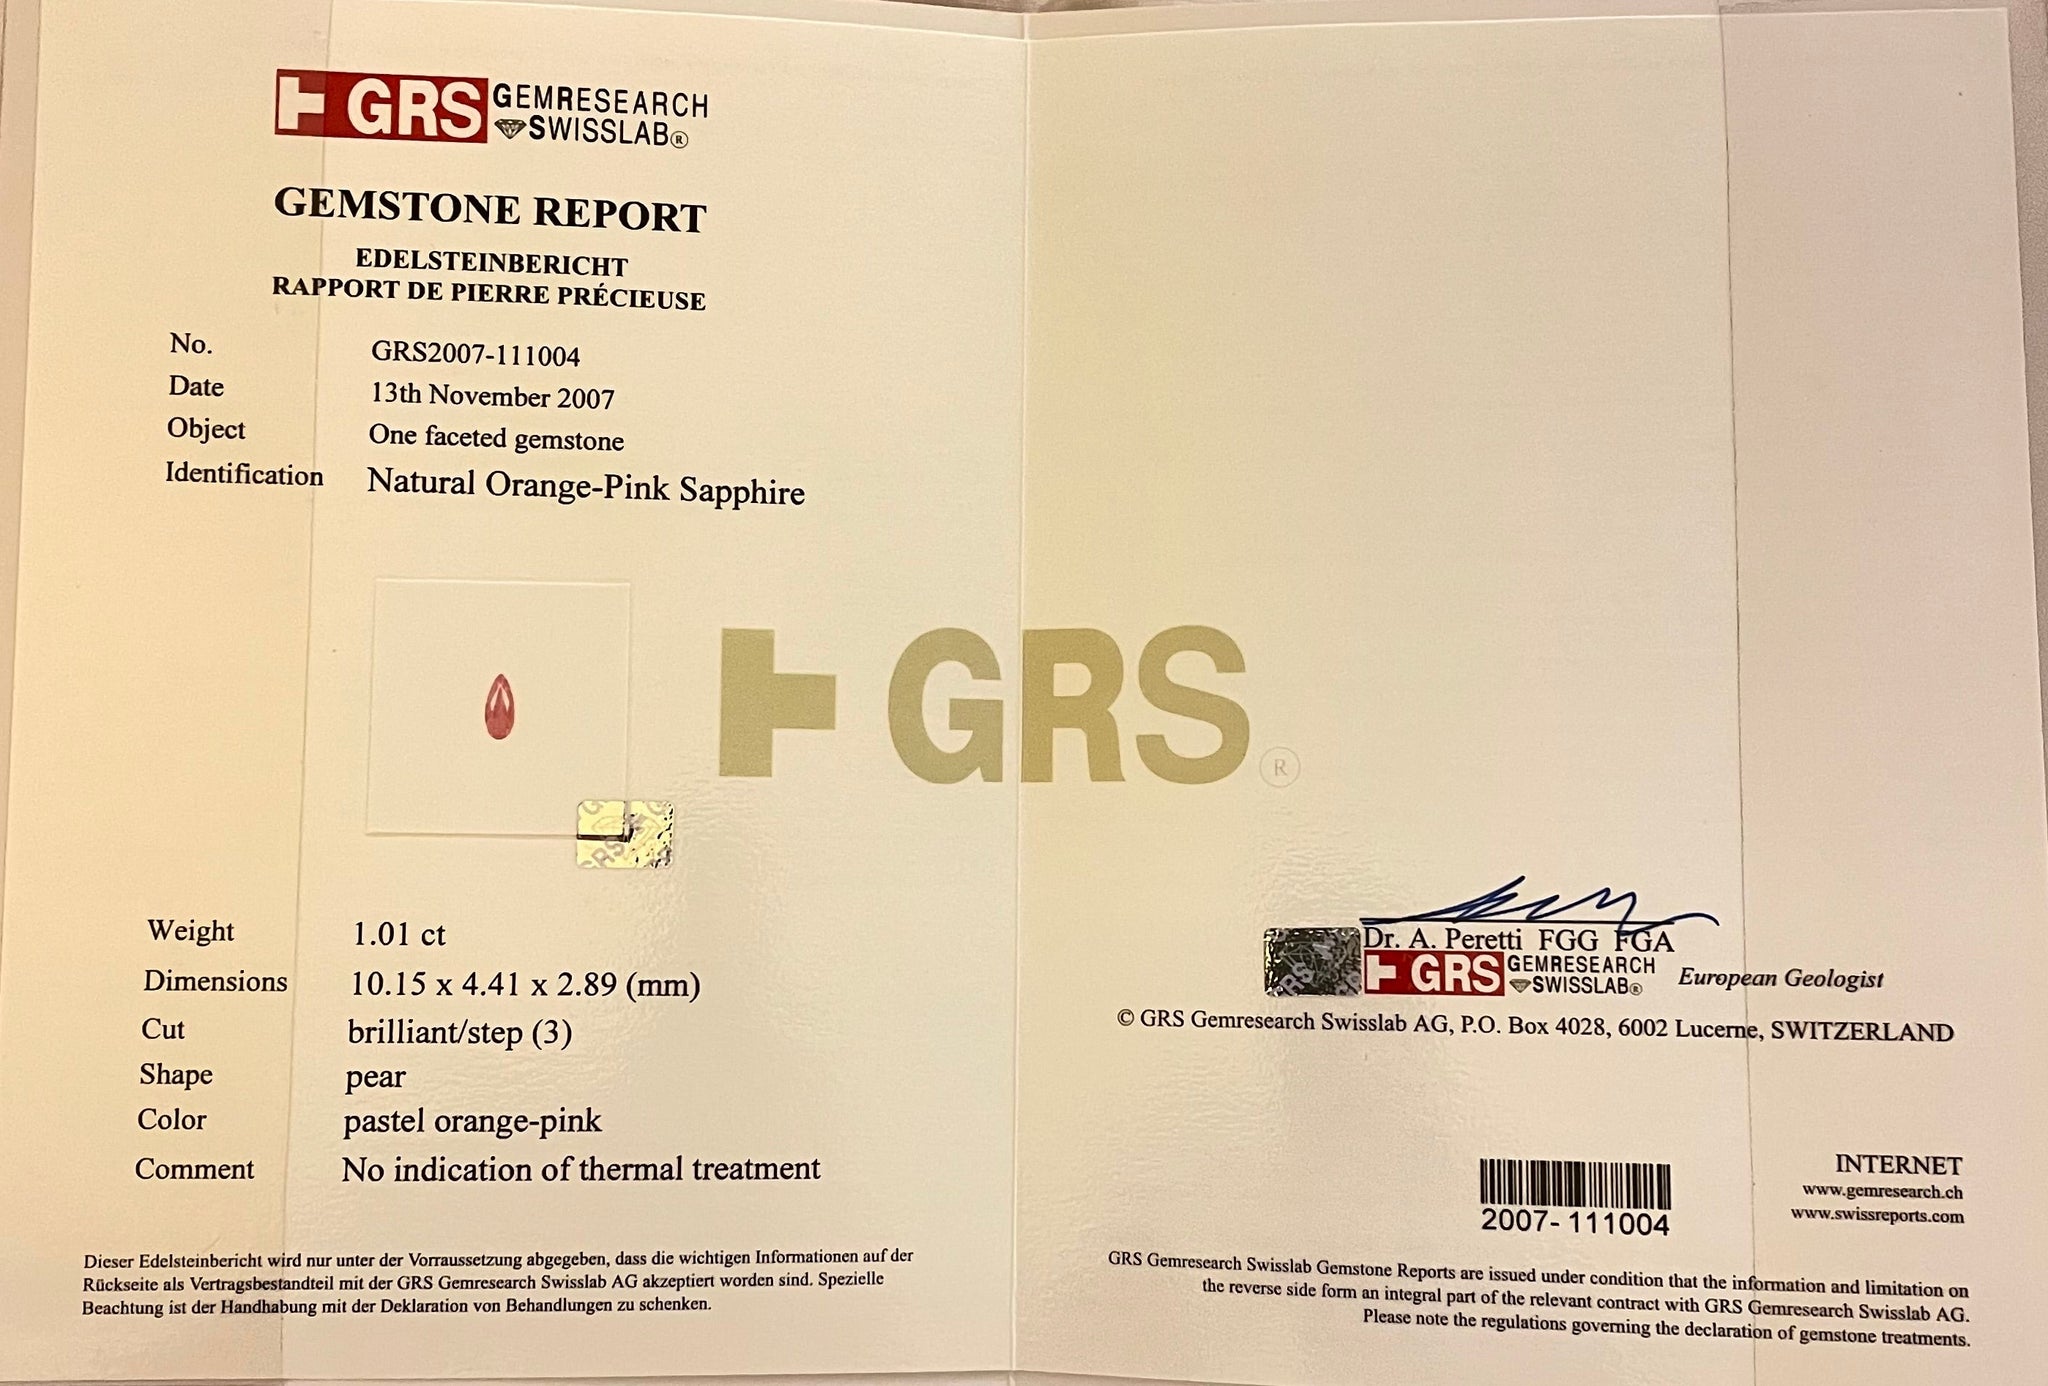 GRS GEMRESEARCH
SWISSLAB®
GEMSTONE REPORT
EDELSTEINBERICHT
RAPPORT DE PIERRE PRÉCIEUSE
No. GRS2007-111004
Date 13th November 2007
Object One faceted gemstone
Identification Natural Orange-Pink Sapphire
GRS®
GRS
Weight 1.01 ct
Dimensions 10.15 x 4.41 x 2.89 (mm)
Cut brilliant/step (3)
Shape pear
Color pastel orange-pink
Comment No indication of thermal treatment
Dieser Edelsteinbericht wird nur unter der Vorraussetzung abgegeben, dass die wichtigen Informationen auf der
Rückseite als Vertragsbestandteil mit der GRS Gemresearch Swisslab AG akzeptiert worden sind. Spezielle
Beachtung ist der Handhabung mit der Deklaration von Behandlungen zu schenken.
Dr. A. Peretti FGG FGA
GRS GEMRESEARCH
SWISSLAB®
European Geologist
© GRS Gemresearch Swisslab AG, P.O. Box 4028, 6002 Lucerne, SWITZERLAND
2007-111004
INTERNET
www.gemresearch.ch
www.swissreports.com
GRS Gemresearch Swisslab Gemstone Reports are issued under condition that the information and limitation on
the reverse side form an integral part of the relevant contract with GRS Gemresearch Swisslab AG.
Please note the regulations governing the declaration of gemstone treatments.